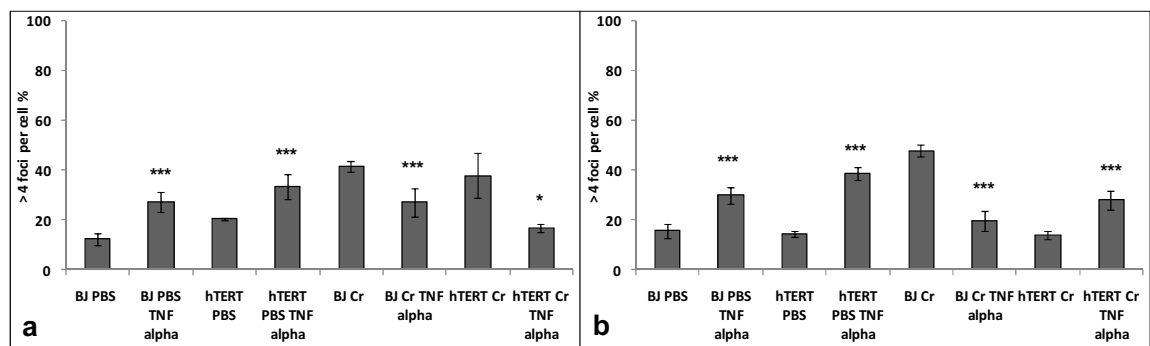 100
80
60
40
20
0
> 4 foci per cell %
***
***
***
*
BJ PBS
BJ PBS
TNF
alpha
hTERT
PBS
hTERT
PBS TNF
alpha
BJ Cr
BJ Cr TNF
alpha
hTERT Cr
hTERT Cr
TNF
alpha
a
100
80
60
40
20
0
> 4 foci per cell %
***
***
***
***
BJ PBS
BJ PBS
TNF
alpha
hTERT
PBS
hTERT
PBS TNF
alpha
BJ Cr
BJ Cr TNF
alpha
hTERT Cr
hTERT Cr
TNF
alpha
b